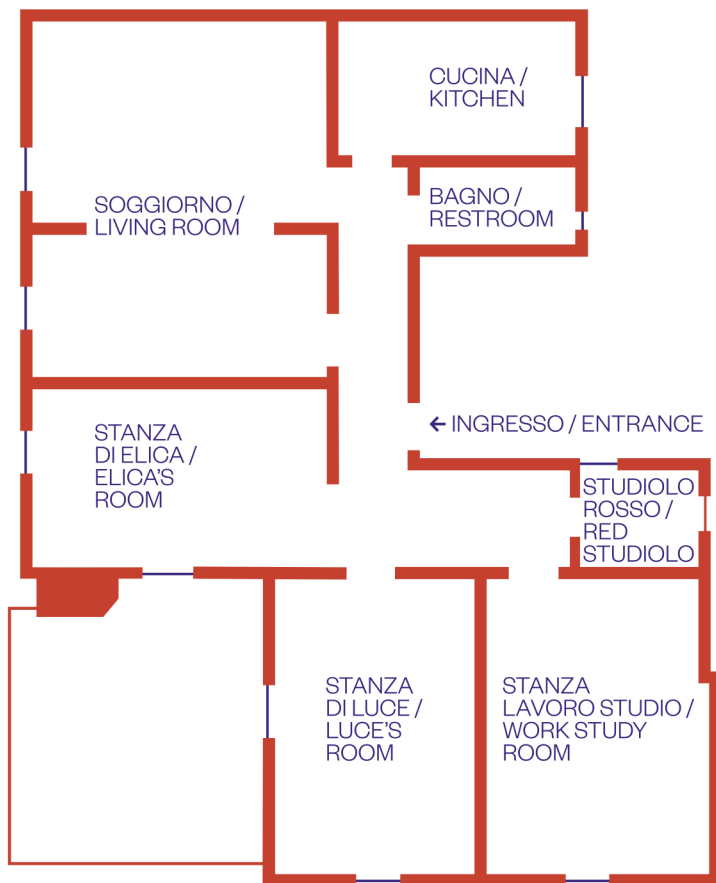 CUCINA /
KITCHEN
SOGGIORNO /
LIVING ROOM
BAGNO /
RESTROOM
← INGRESSO / ENTRANCE
STANZA
DI ELICA /
ELICA'S
ROOM
STUDIOLO
ROSSO /
RED
STUDIOLO
STANZA
DI LUCE /
LUCE'S
ROOM
STANZA
LAVORO STUDIO /
WORK STUDY
ROOM